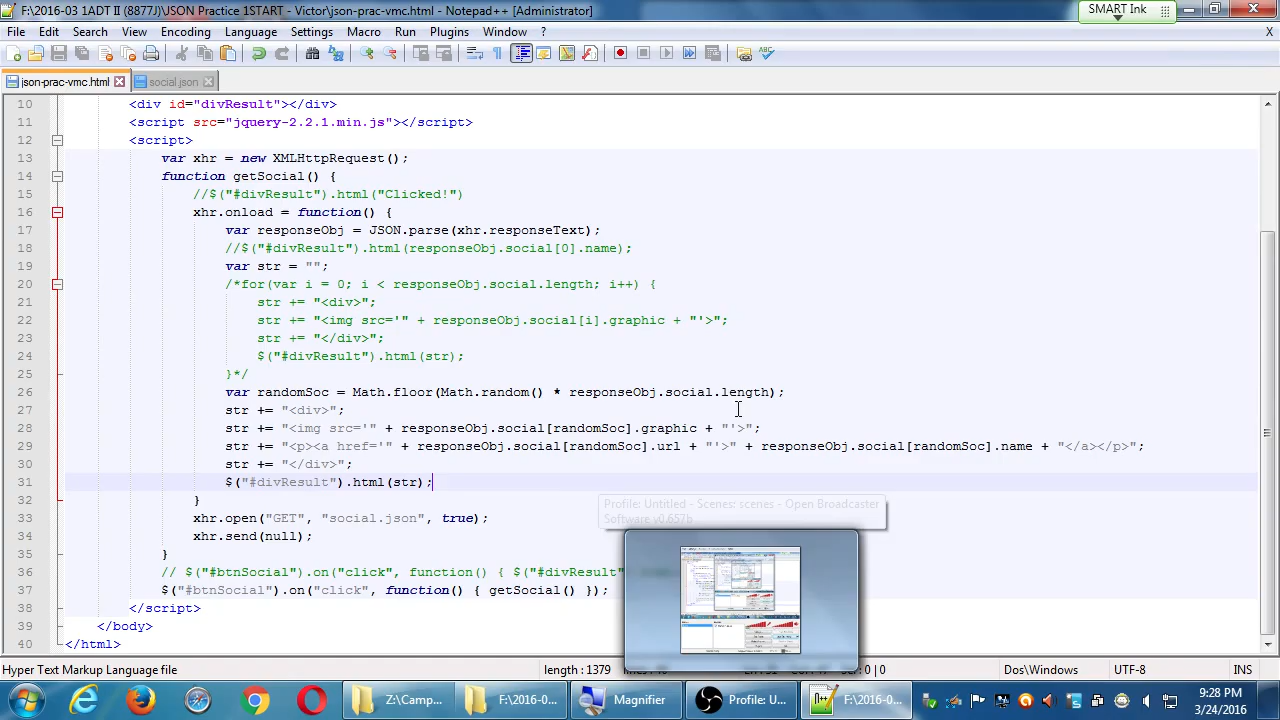 F:\2016-03 1ADT II (8877J)\JSON Practice 1START - Victor\json-prac-vmc.html - Notepad++ [Administrator]
SMART Ink
File Edit Search View Encoding Language Settings Macro Run Plugins Window ? X
json-prac-vmc.html social.json
10 <div id="divResult"></div>
11 <script src="jquery-2.2.1.min.js"></script>
12 <script>
13 var xhr = new XMLHttpRequest();
14 function getSocial() {
15 //$("#divResult").html("Clicked!")
16 xhr.onload = function() {
17 var responseObj = JSON.parse(xhr.responseText);
18 //$("#divResult").html(responseObj.social[0].name);
19 var str = "";
20 /*for(var i = 0; i < responseObj.social.length; i++) {
21 str += "<div>";
22 str += "<img src='" + responseObj.social[i].graphic + "'>";
23 str += "</div>";
24 $("#divResult").html(str);
25 }*/
26 var randomSoc = Math.floor(Math.random() * responseObj.social.length);
27 str += "<div>";
28 str += "<img src='" + responseObj.social[randomSoc].graphic + "'>";
29 str += "<p><a href='" + responseObj.social[randomSoc].url + "'>" + responseObj.social[randomSoc].name + "</a></p>";
30 str += "</div>";
31 $("#divResult").html(str);
32 }
Profile: Untitled - Scenes: scenes - Open Broadcaster
Software v0.657b
33 xhr.open("GET", "social.json", true);
34 xhr.send(null);
35 }
36 // $("#btnSocial").on("click", function() { $("#divResult"
37 $("#btnSocial").on("click", function() getSocial() });
38 </script>
39 </body>
40 </html>
Hyper Text Markup Language file length : 1379 0 | 0 Dos\Windows UTF-8 INS
Z:\Camp... F:\2016-0... Magnifier Profile: U... F:\2016-0...
9:28 PM
3/24/2016